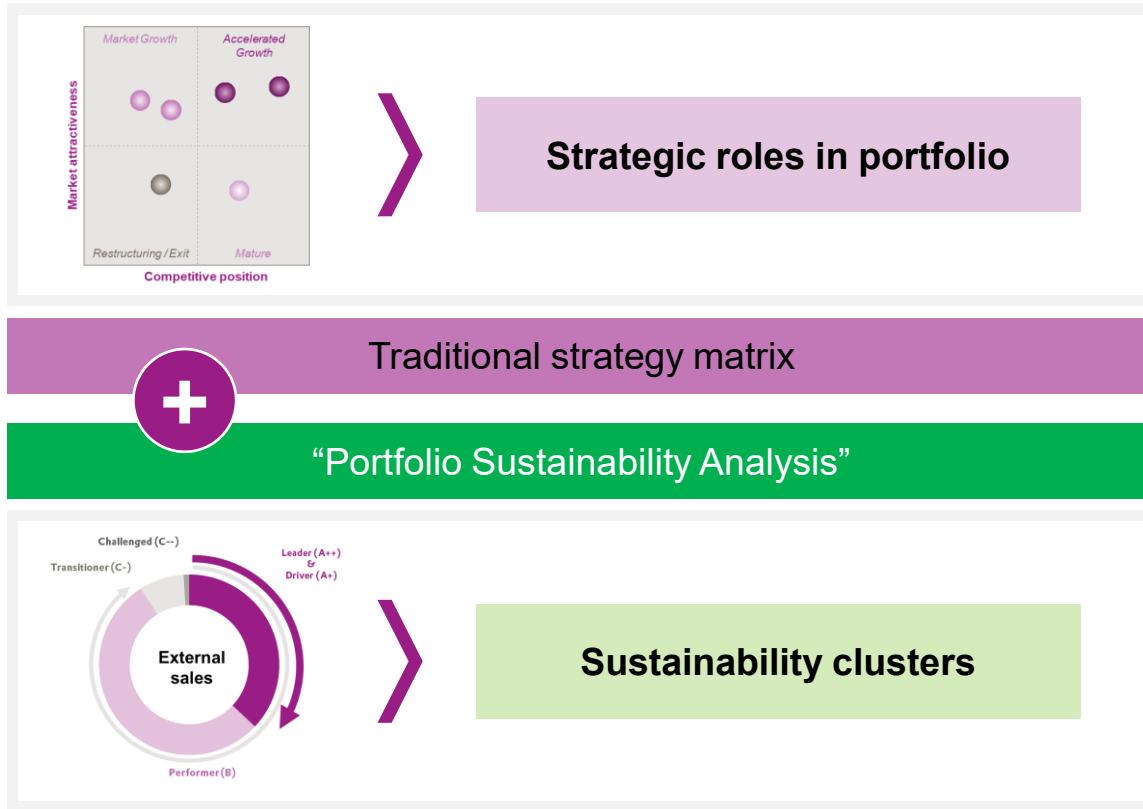 Market Growth
Accelerated
Growth
Market attractiveness
Restructuring / Exit
Mature
Competitive position
Strategic roles in portfolio
Traditional strategy matrix
+
“Portfolio Sustainability Analysis”
Challenged (C--)
Transitioner (C-)
Leader (A++)
&
Driver (A+)
External
sales
Performer (B)
Sustainability clusters